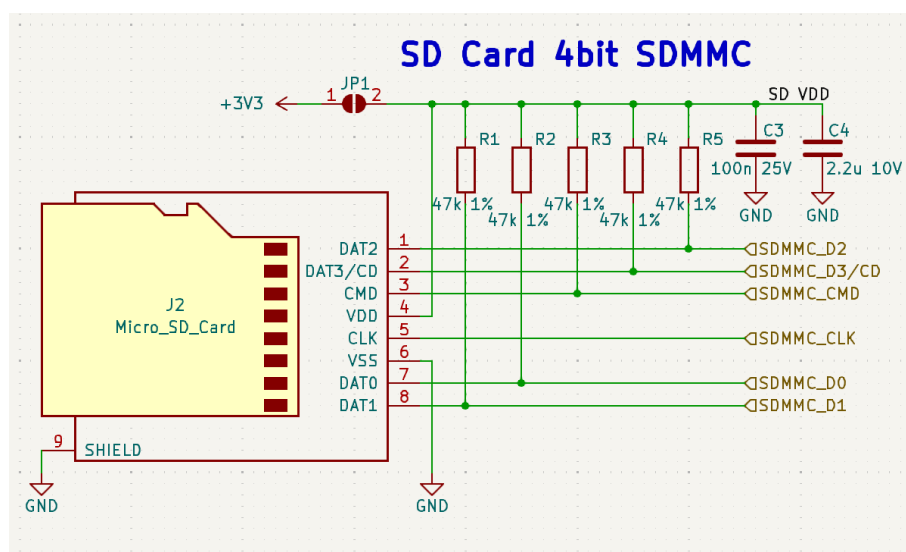 SD Card 4bit SDMMC
JP1
+3V3 1 2 SD VDD
R1 R2 R3 R4 R5 C3 C4
100n 25V 2.2u 10V
47k 1% 47k 1% 47k 1%
47k 1% 47k 1%
GND GND
DAT2 1 SDMMC_D2
DAT3/CD 2 SDMMC_D3/CD
CMD 3 SDMMC_CMD
J2
VDD 4
Micro_SD_Card
CLK 5 SDMMC_CLK
VSS 6
DAT0 7 SDMMC_D0
DAT1 8 SDMMC_D1
9 SHIELD
GND GND